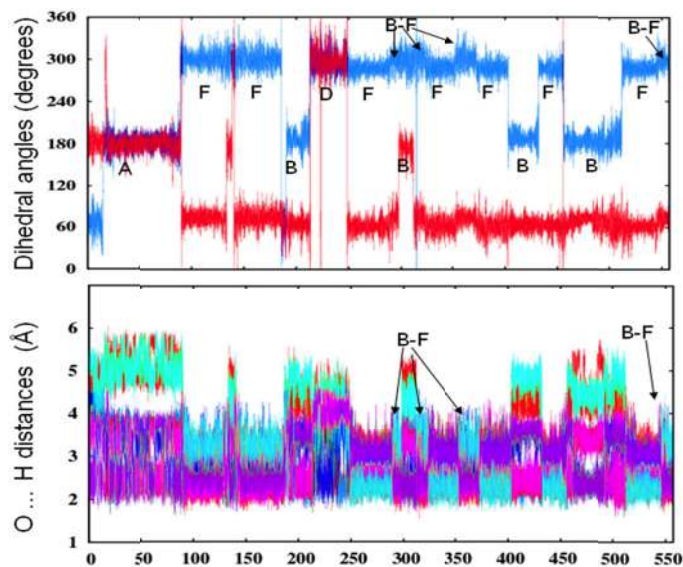 Dihedral angles (degrees)
360
300
240
180
120
60
0
B-F
B-F
F F D F F F F
A B B B B
O ... H distances (Å)
6
5
4
3
2
1
B-F
B-F
0 50 100 150 200 250 300 350 400 450 500 550